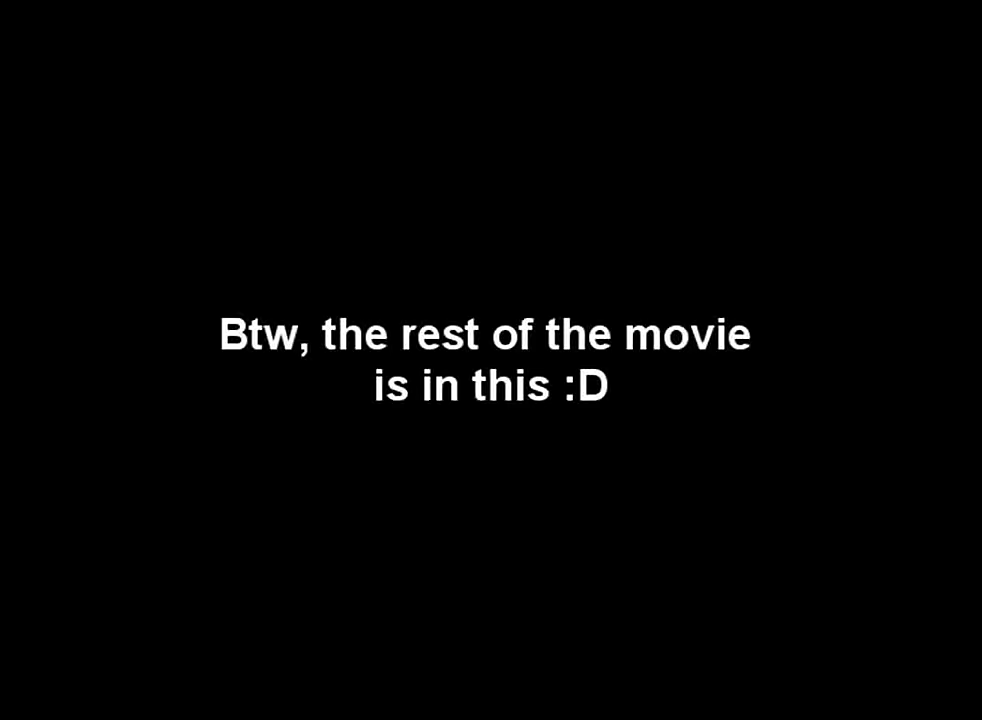 Btw, the rest of the movie
is in this :D